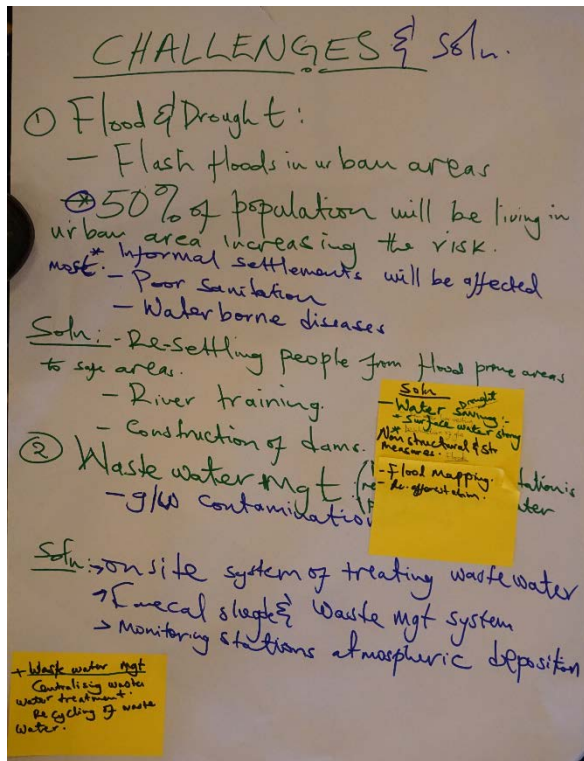 CHALLENGES & Soln.
① Flood & Drought:
- Flash floods in urban areas
* 50% of population will be living in
urban area increasing the risk.
* Informal settlements will be affected
most.
- Poor sanitation
- Waterborne diseases
Soln: - Re-settling people from flood prone areas
to safe areas.
- River training.
- Construction of dams.
Soln
Drought
- Water saving:-
- Surface water
Non structural & str
measures.
- Flood Mapping.
- Re-afforestation.
② Waste water Mgt.
- g/w contamination
Soln: → onsite system of treating wastewater
→ Faecal sludge & Waste mgt system
→ Monitoring stations atmospheric deposition
+ Waste water mgt
Centralising waste
water treatment.
Recycling of waste
water.